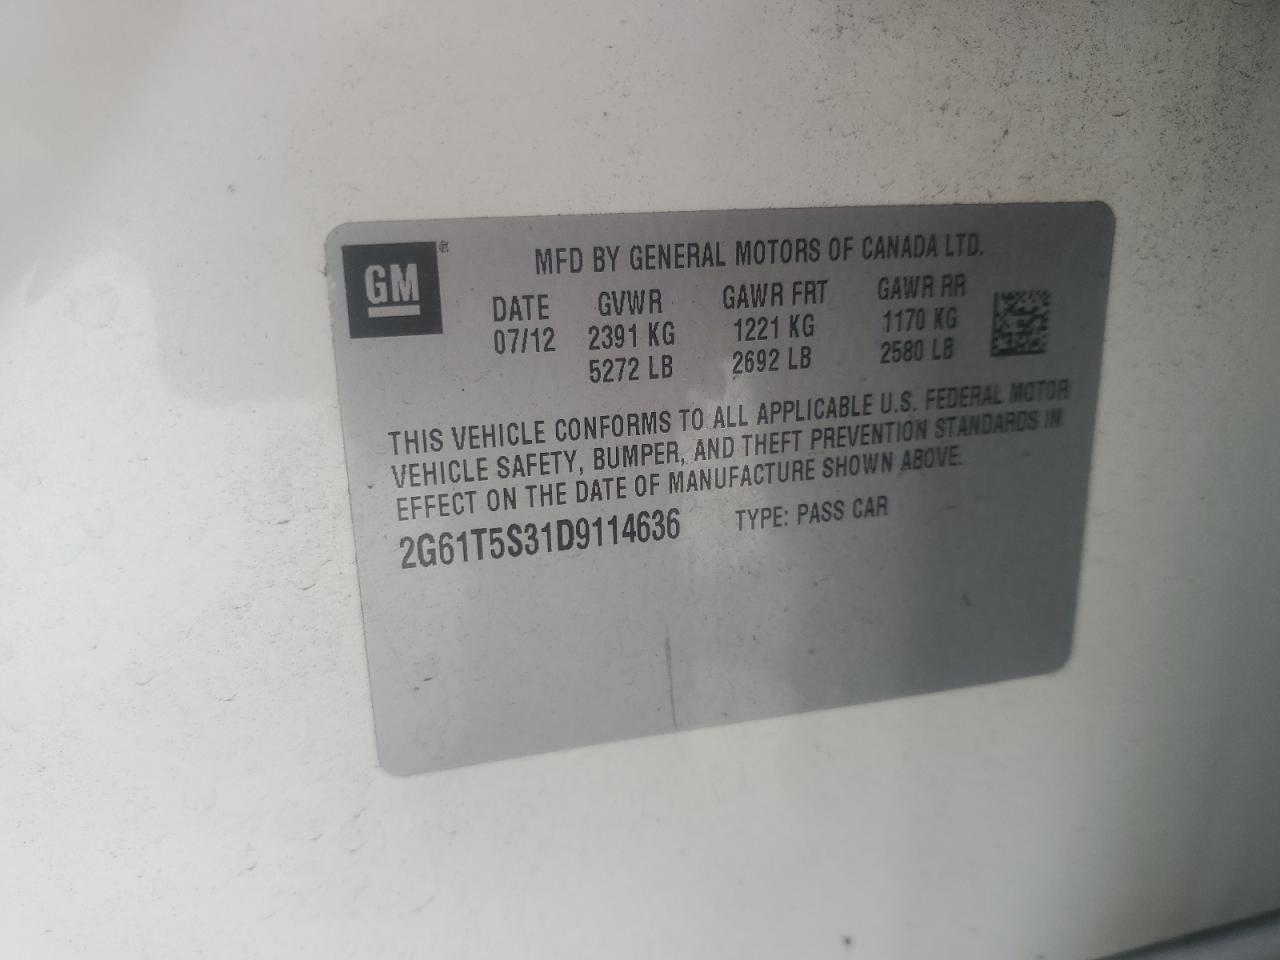 GM ®
MFD BY GENERAL MOTORS OF CANADA LTD.
DATE GVWR GAWR FRT GAWR RR
07/12 2391 KG 1221 KG 1170 KG
5272 LB 2692 LB 2580 LB
THIS VEHICLE CONFORMS TO ALL APPLICABLE U.S. FEDERAL MOTOR
VEHICLE SAFETY, BUMPER, AND THEFT PREVENTION STANDARDS IN
EFFECT ON THE DATE OF MANUFACTURE SHOWN ABOVE.
2G61T5S31D9114636 TYPE: PASS CAR